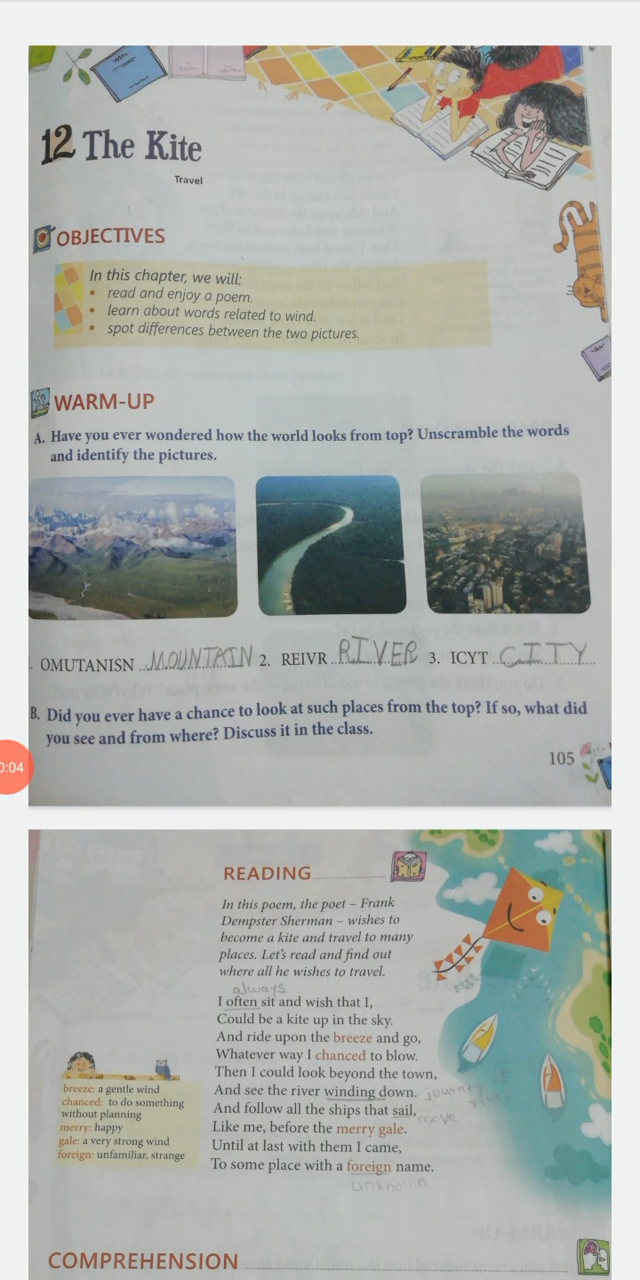 12 The Kite
Travel
OBJECTIVES
In this chapter, we will:
• read and enjoy a poem.
• learn about words related to wind.
• spot differences between the two pictures.
WARM-UP
A. Have you ever wondered how the world looks from top? Unscramble the words
and identify the pictures.
. OMUTANISN MOUNTAIN 2. REIVR RIVER 3. ICYT CITY
B. Did you ever have a chance to look at such places from the top? If so, what did
you see and from where? Discuss it in the class.
105
0:04
READING
In this poem, the poet – Frank
Dempster Sherman – wishes to
become a kite and travel to many
places. Let's read and find out
where all he wishes to travel.
always
I often sit and wish that I,
Could be a kite up in the sky.
And ride upon the breeze and go,
Whatever way I chanced to blow.
Then I could look beyond the town,
And see the river winding down. journey
And follow all the ships that sail, move
Like me, before the merry gale.
Until at last with them I came,
To some place with a foreign name.
unknown
breeze: a gentle wind
chanced: to do something
without planning
merry: happy
gale: a very strong wind
foreign: unfamiliar, strange
COMPREHENSION